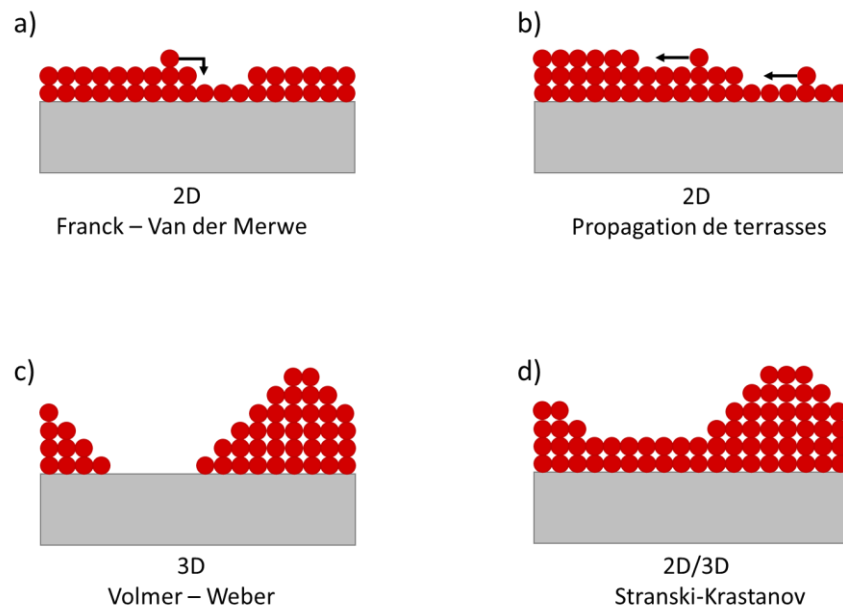 a)
2D
Franck – Van der Merwe
b)
2D
Propagation de terrasses
c)
3D
Volmer – Weber
d)
2D/3D
Stranski-Krastanov